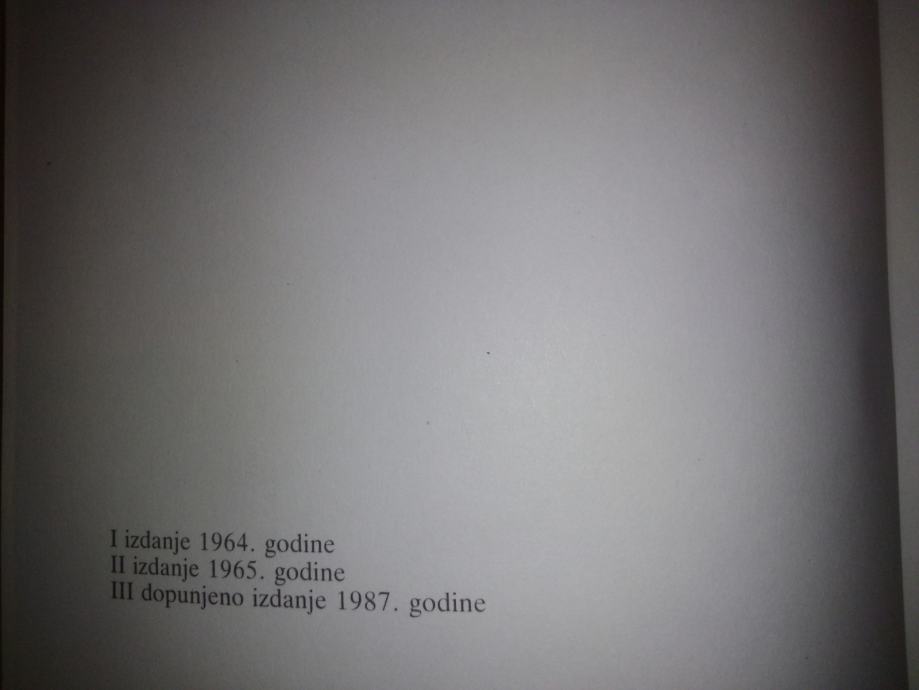 I izdanje 1964. godine
II izdanje 1965. godine
III dopunjeno izdanje 1987. godine